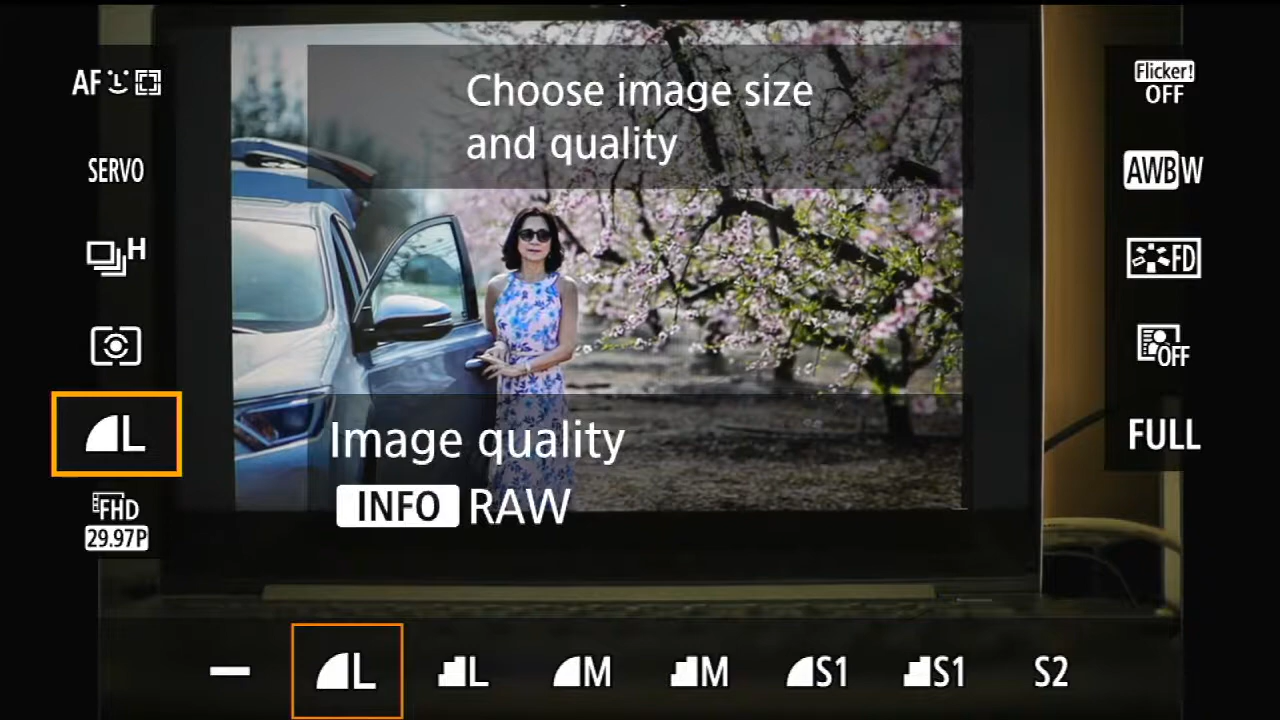 Choose image size
and quality
AF
SERVO
H
L
FHD
29.97P
Flicker!
OFF
AWB W
FD
OFF
FULL
Image quality
INFO RAW
L L M M S1 S1 S2